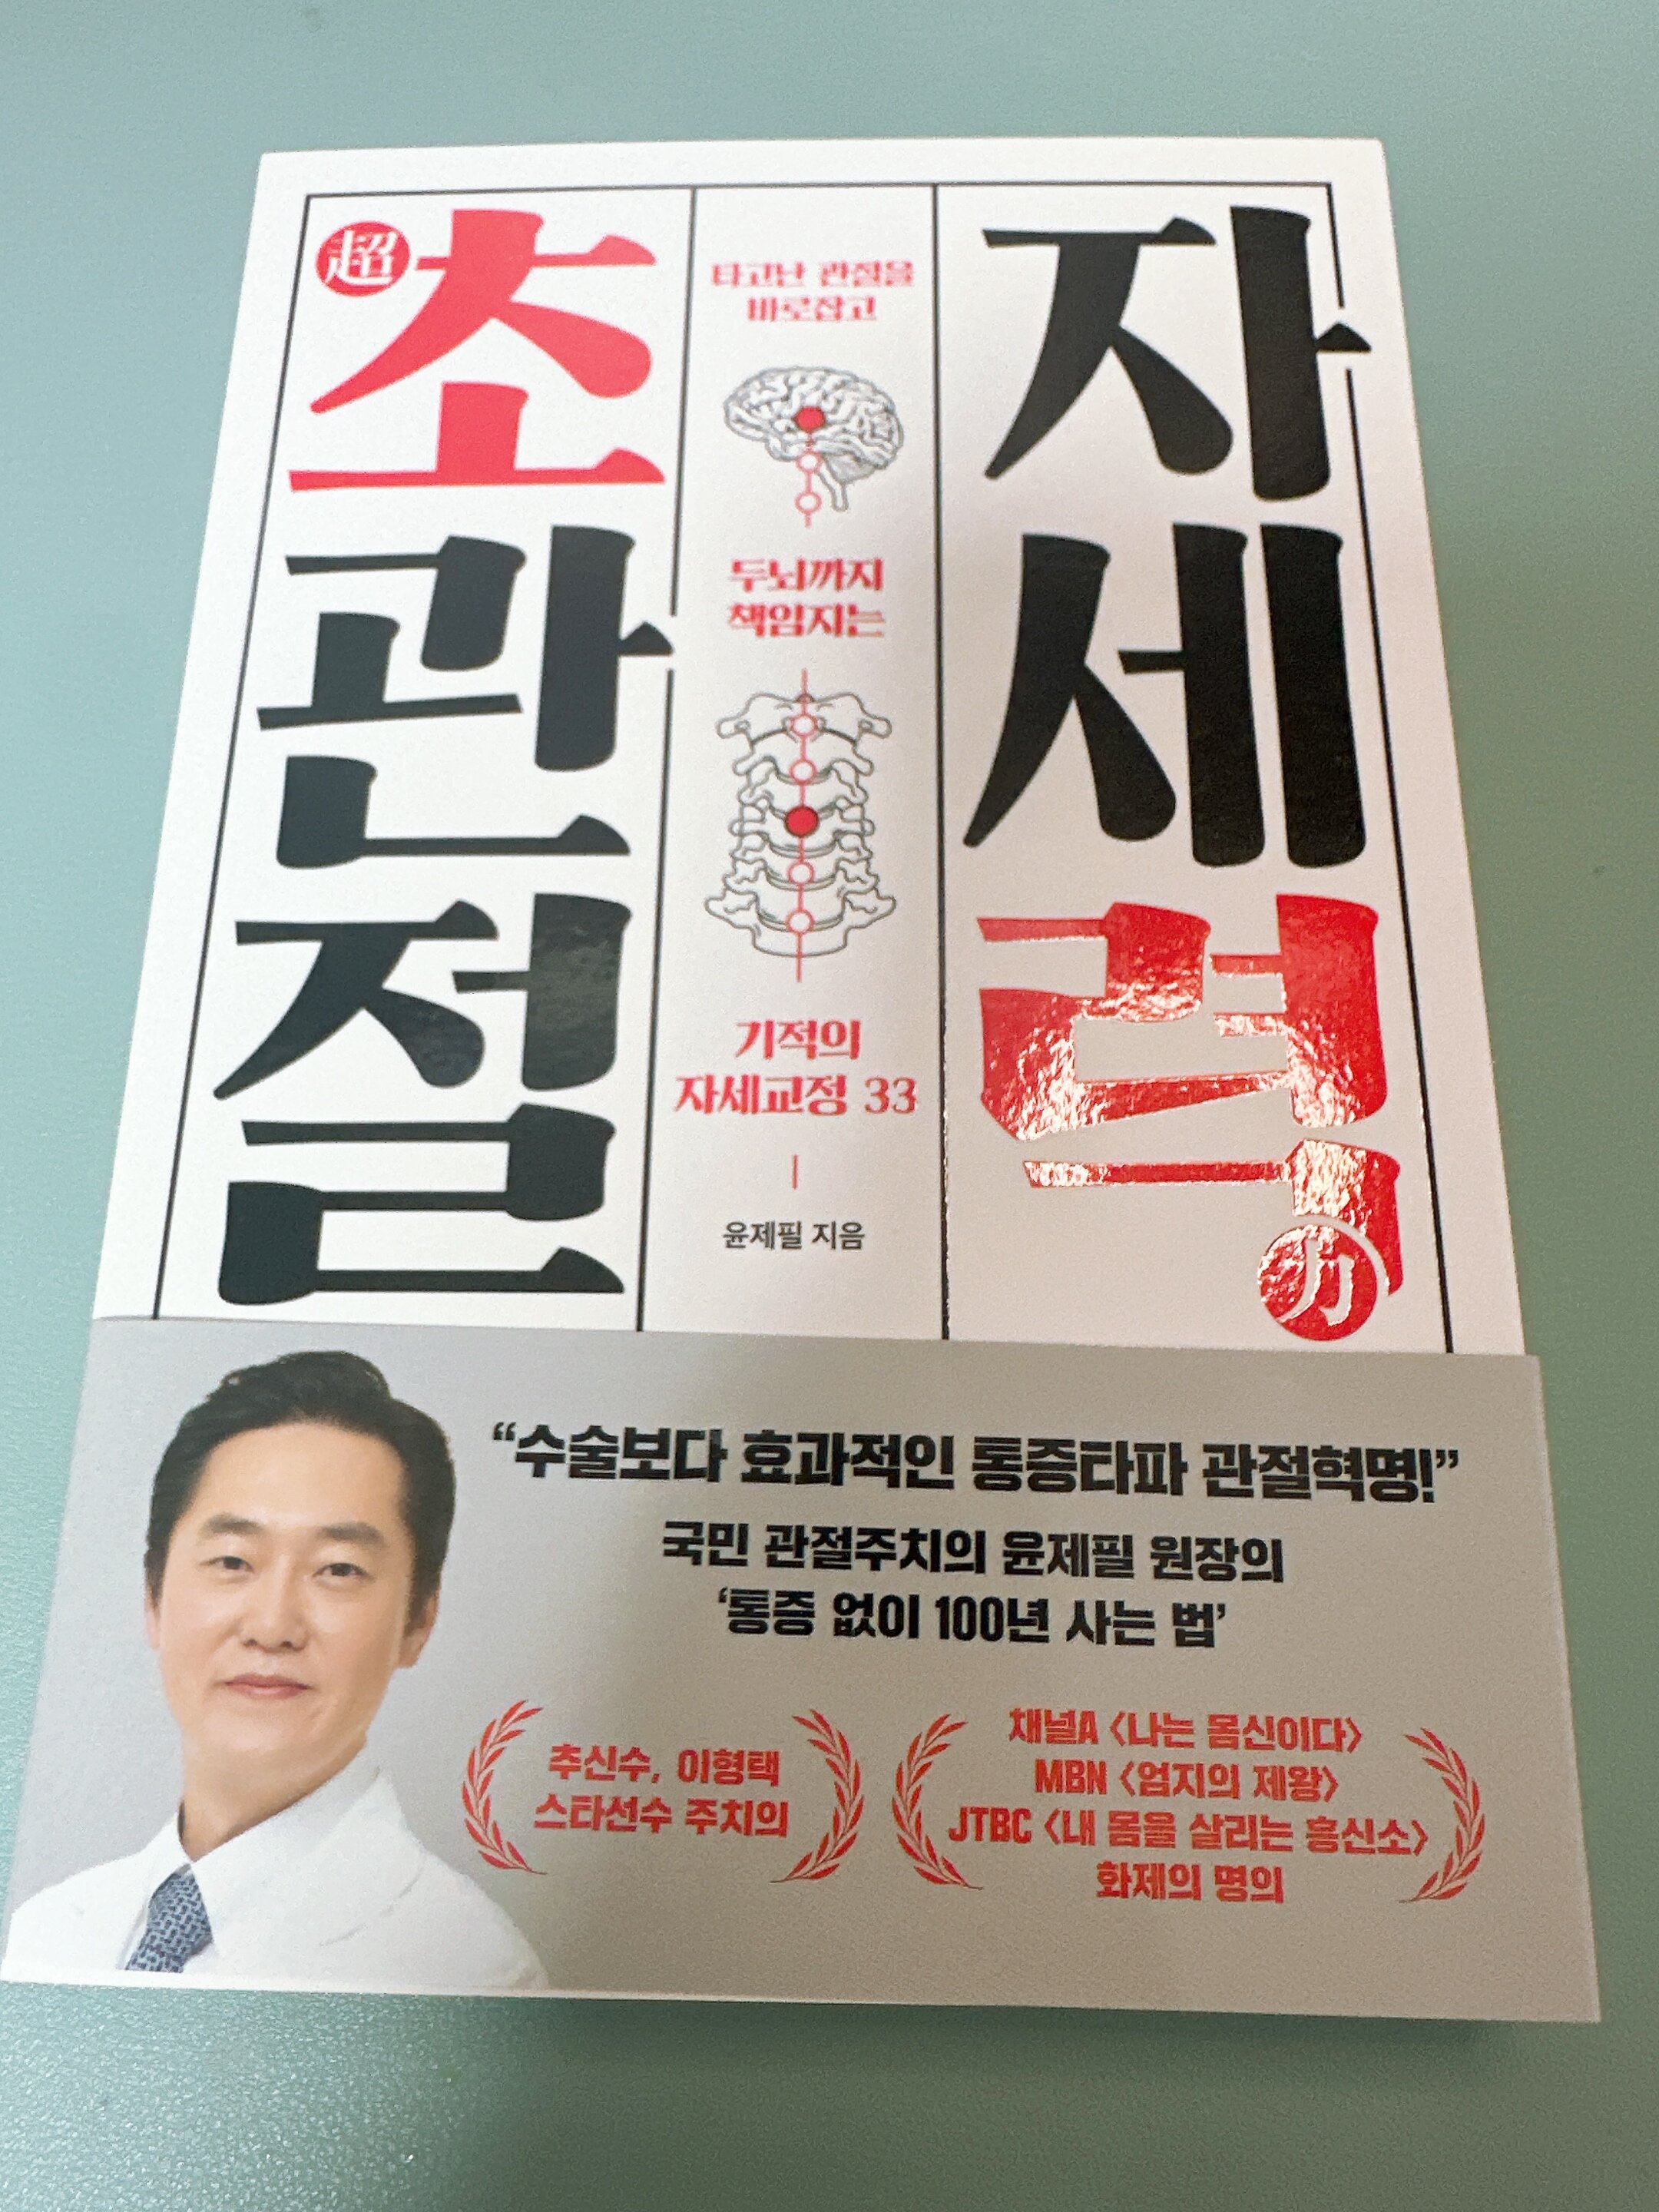 超
초관절
타고난 관절을
바로잡고
두뇌까지
책임지는
기적의
자세교정 33
윤제필 지음
자세력
力
“수술보다 효과적인 통증타파 관절혁명!”
국민 관절주치의 윤제필 원장의
‘통증 없이 100년 사는 법’
추신수, 이형택
스타선수 주치의
채널A 〈나는 몸신이다〉
MBN 〈엄지의 제왕〉
JTBC 〈내 몸을 살리는 흥신소〉
화제의 명의